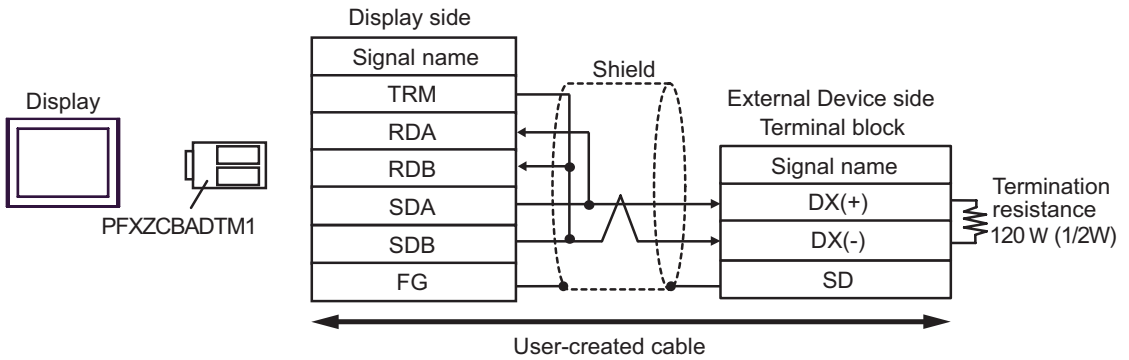 Display side
Signal name
TRM
RDA
RDB
SDA
SDB
FG
Shield
Display
PFXZCBADTM1
External Device side
Terminal block
Signal name
DX(+)
DX(-)
SD
Termination
resistance
120 W (1/2W)
User-created cable